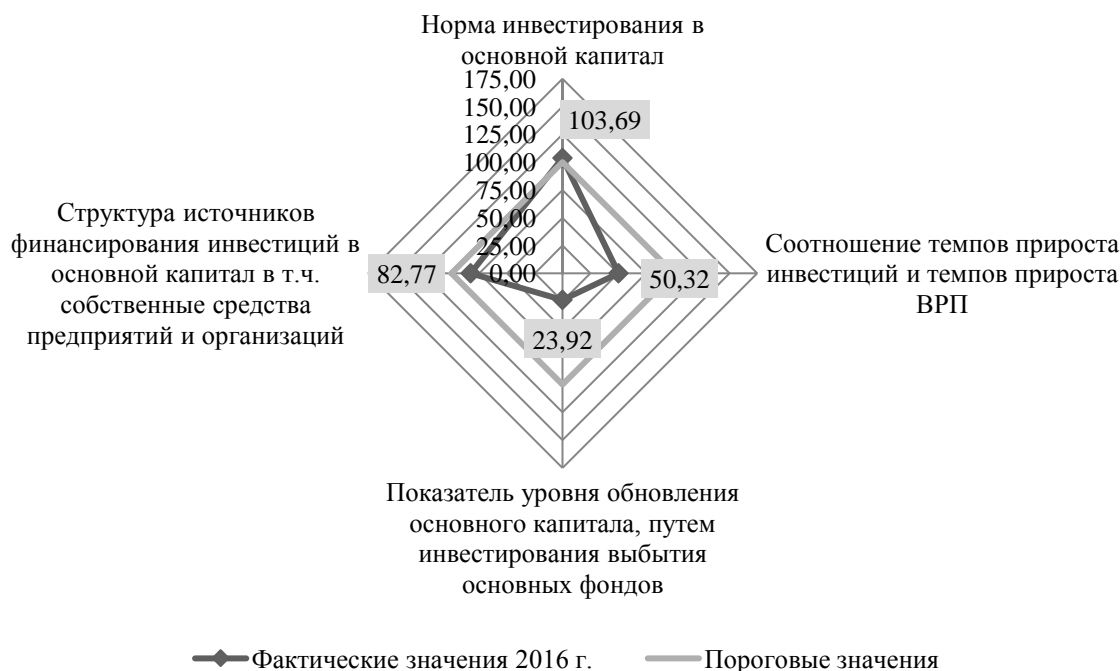 Норма инвестирования в
основной капитал
175,00
150,00
125,00
100,00
75,00
50,00
25,00
0,00
103,69
Соотношение темпов прироста
инвестиций и темпов прироста
ВРП
50,32
23,92
Показатель уровня обновления
основного капитала, путем
инвестирования выбытия
основных фондов
Структура источников
финансирования инвестиций в
основной капитал в т.ч.
собственные средства
предприятий и организаций
82,77
Фактические значения 2016 г.
Пороговые значения